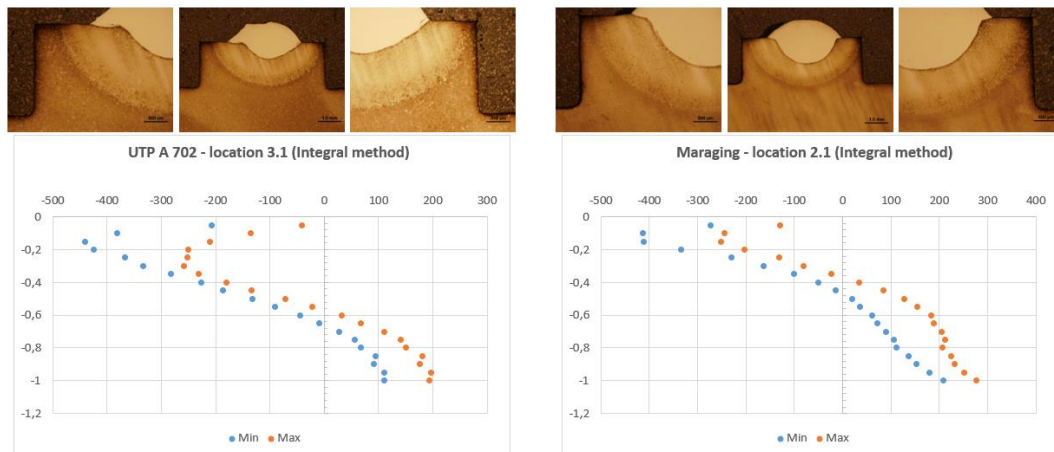 UTP A 702 - location 3.1 (Integral method)
-500 -400 -300 -200 -100 0 100 200 300
0
-0,2
-0,4
-0,6
-0,8
-1
-1,2
Min Max
Maraging - location 2.1 (Integral method)
-500 -400 -300 -200 -100 0 100 200 300 400
0
-0,2
-0,4
-0,6
-0,8
-1
-1,2
Min Max